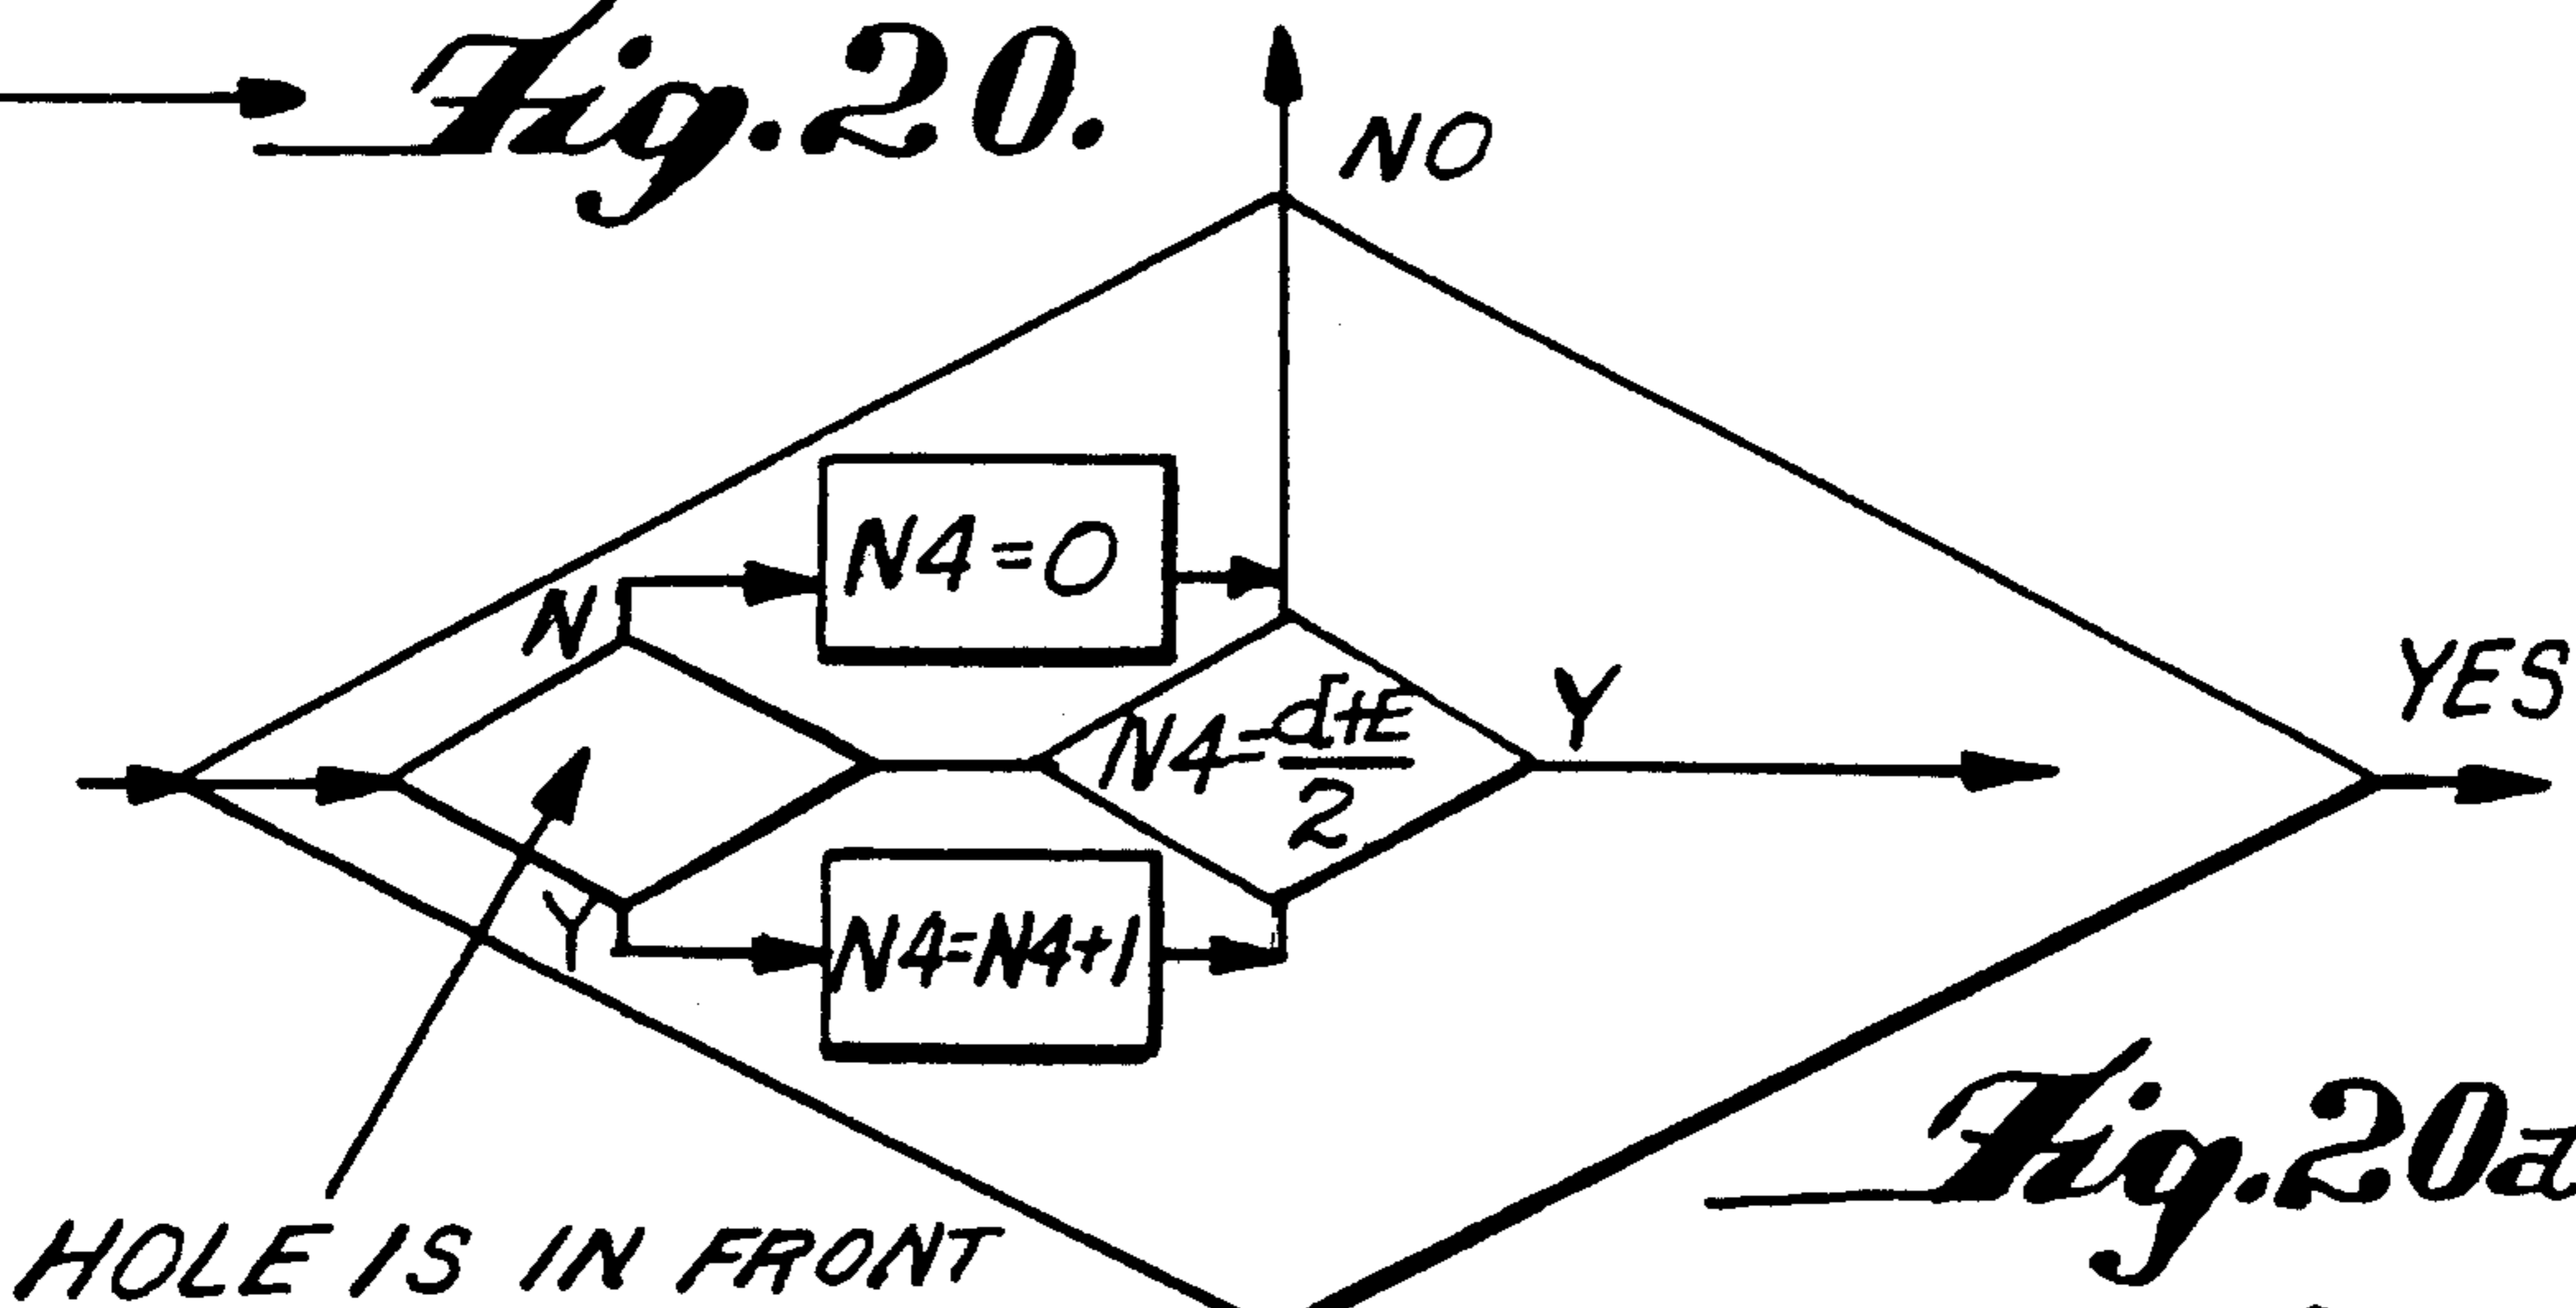 Fig. 20.
NO
N4=0
N
YES
Y
N4=d+E/2
Y
N4=N4+1
Fig. 20a
HOLE IS IN FRONT